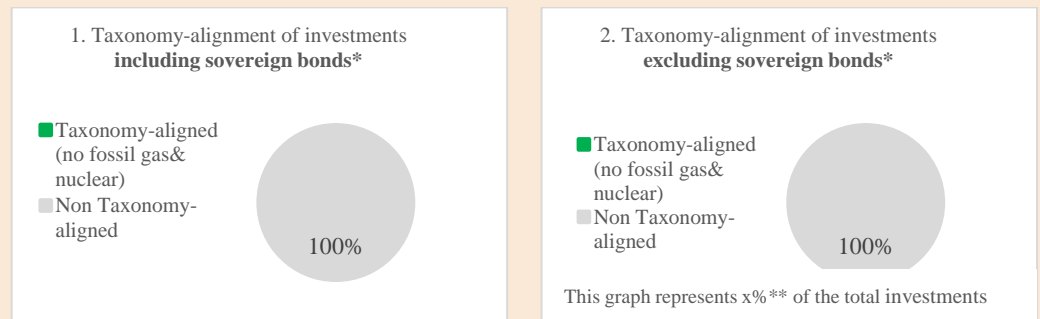 1. Taxonomy-alignment of investments
including sovereign bonds*
Taxonomy-aligned
(no fossil gas&
nuclear)
Non Taxonomy-
aligned
100%
2. Taxonomy-alignment of investments
excluding sovereign bonds*
Taxonomy-aligned
(no fossil gas&
nuclear)
Non Taxonomy-
aligned
100%
This graph represents x%** of the total investments